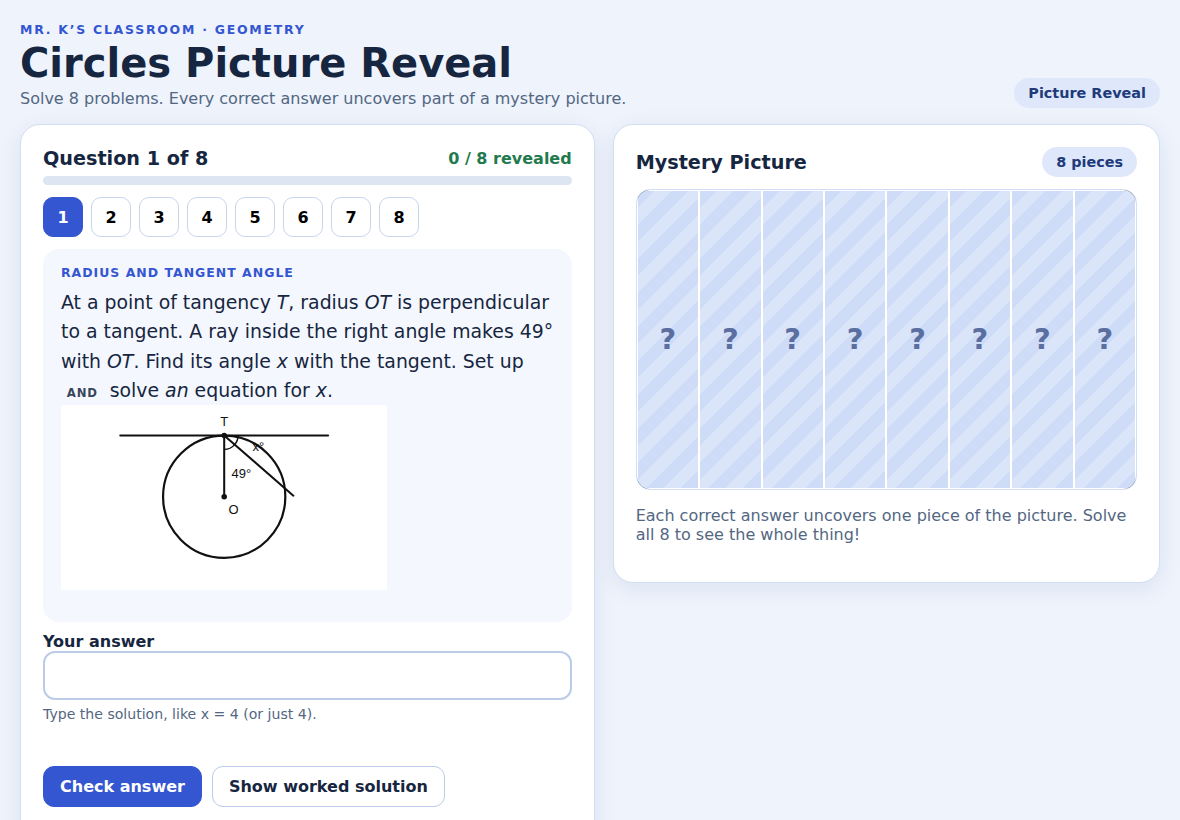 MR. K’S CLASSROOM · GEOMETRY
Circles Picture Reveal
Solve 8 problems. Every correct answer uncovers part of a mystery picture.
Picture Reveal
Question 1 of 8
0 / 8 revealed
1 2 3 4 5 6 7 8
RADIUS AND TANGENT ANGLE
At a point of tangency T, radius OT is perpendicular
to a tangent. A ray inside the right angle makes 49°
with OT. Find its angle x with the tangent. Set up
AND solve an equation for x.
T
x°
49°
O
Your answer
Type the solution, like x = 4 (or just 4).
Check answer
Show worked solution
Mystery Picture
8 pieces
? ? ? ? ? ? ? ?
Each correct answer uncovers one piece of the picture. Solve
all 8 to see the whole thing!